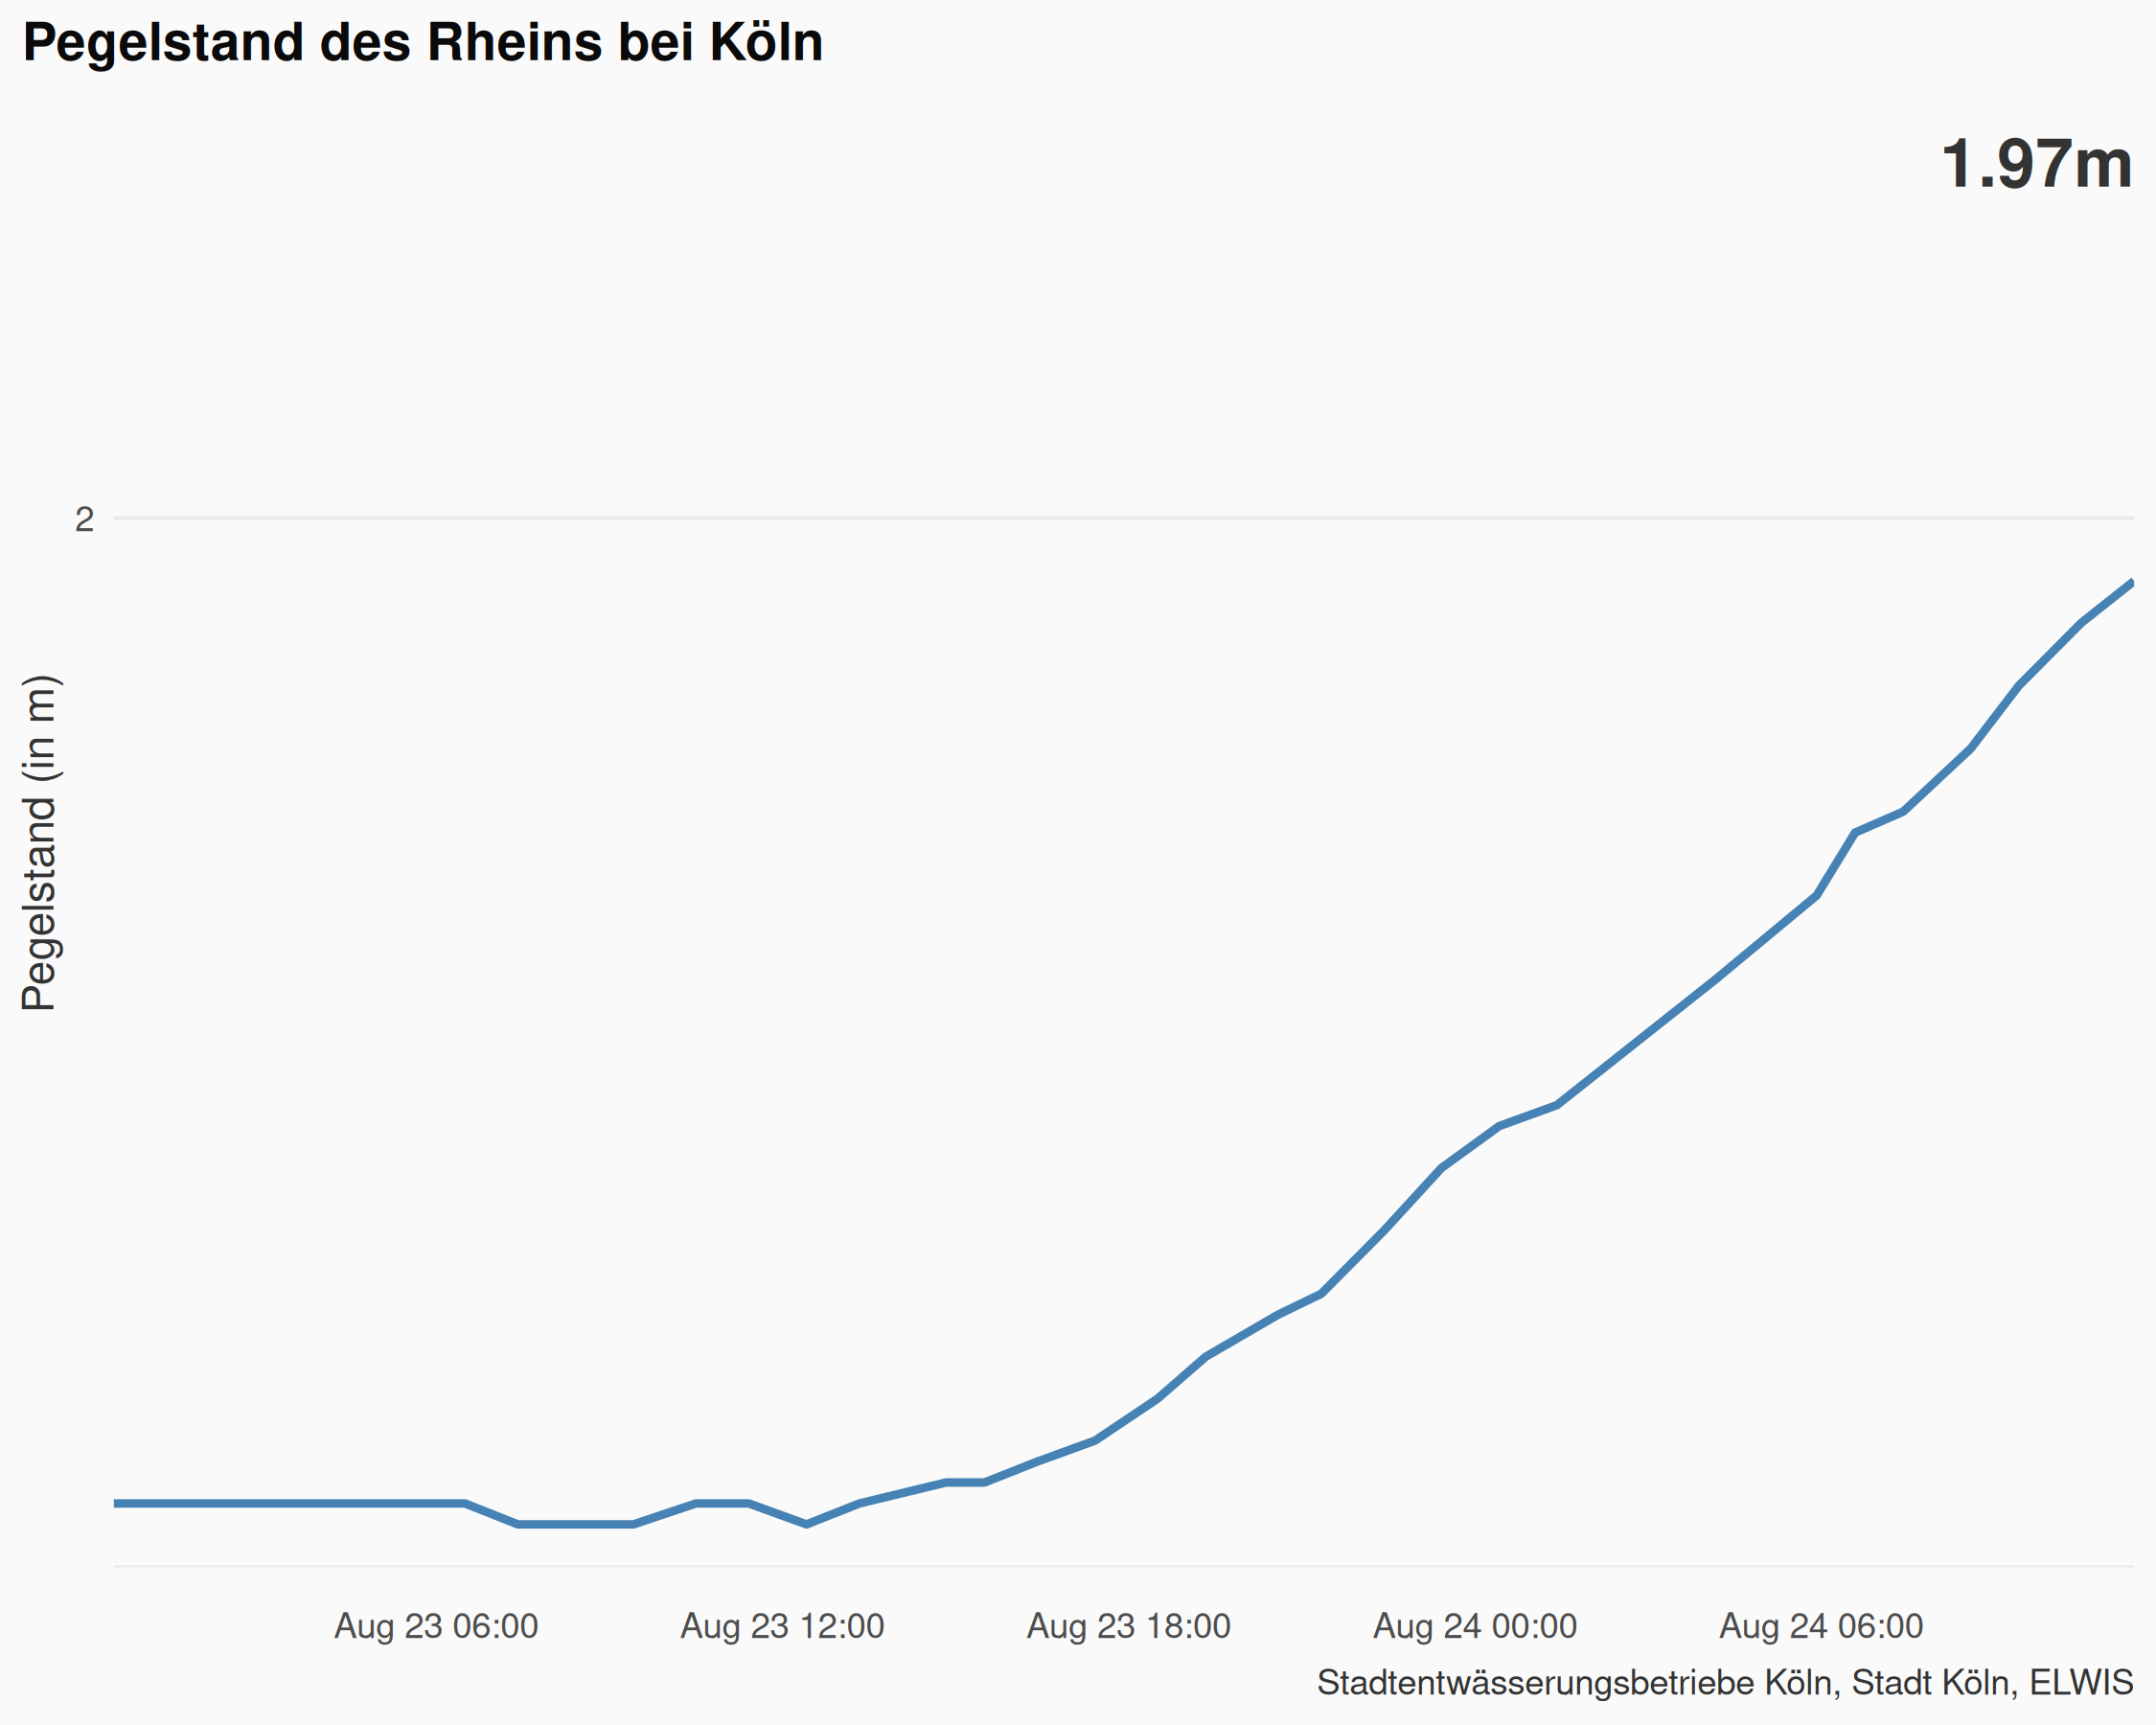 Pegelstand des Rheins bei Köln
1.97m
2
Pegelstand (in m)
Aug 23 06:00 Aug 23 12:00 Aug 23 18:00 Aug 24 00:00 Aug 24 06:00
Stadtentwässerungsbetriebe Köln, Stadt Köln, ELWIS